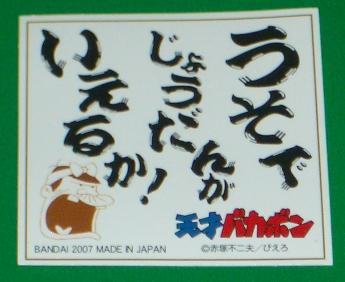 うそで
じょうだんが
いえるか!
天才バカボン
BANDAI 2007 MADE IN JAPAN
©赤塚不二夫/ぴえろ